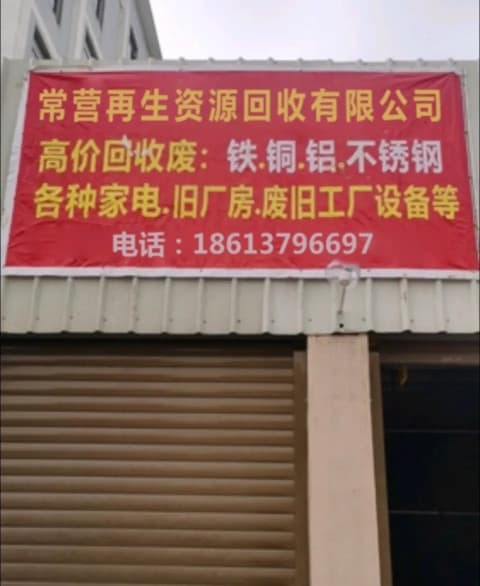 常营再生资源回收有限公司
高价回收废：铁.铜.铝.不锈钢
各种家电.旧厂房.废旧工厂设备等
电话：18613796697